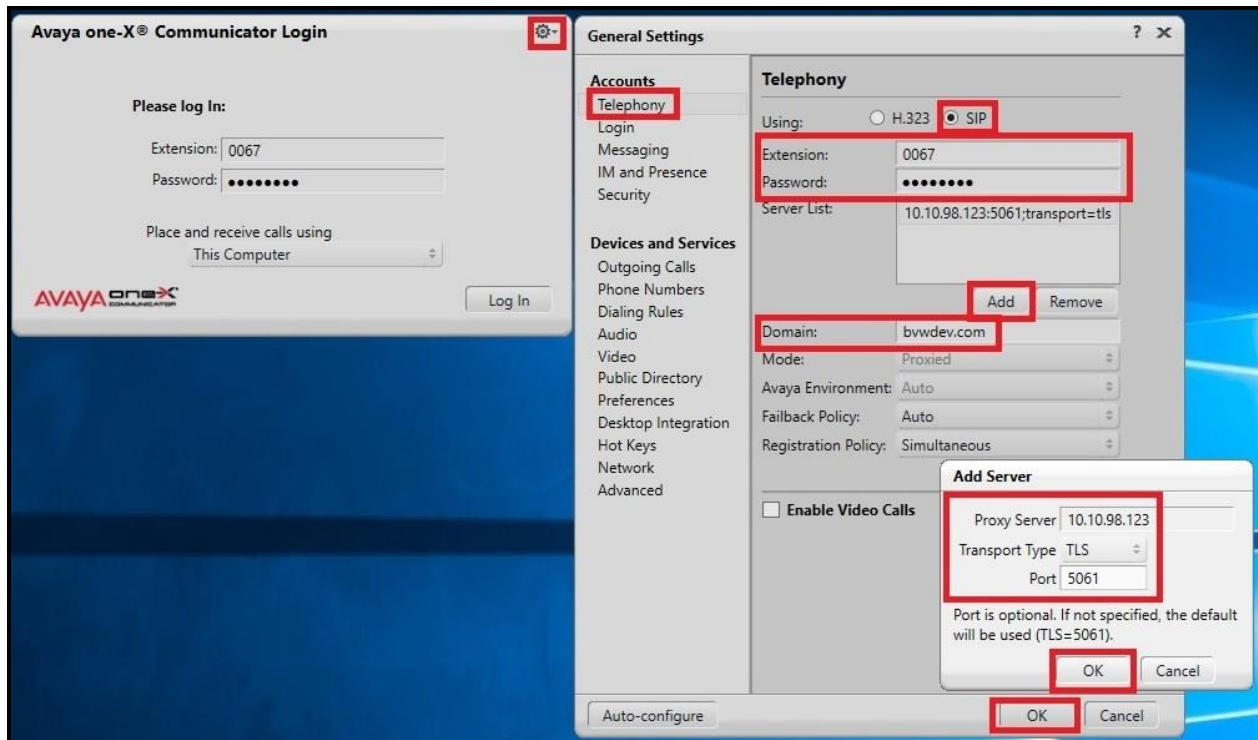 Avaya one-X® Communicator Login
Please log In:
Extension: 0067
Password: ●●●●●●●●
Place and receive calls using
This Computer
AVAYA one-X COMMUNICATOR
Log In
General Settings ? X
Accounts
Telephony
Login
Messaging
IM and Presence
Security
Devices and Services
Outgoing Calls
Phone Numbers
Dialing Rules
Audio
Video
Public Directory
Preferences
Desktop Integration
Hot Keys
Network
Advanced
Auto-configure
Telephony
Using: H.323 SIP
Extension: 0067
Password: ●●●●●●●●
Server List: 10.10.98.123:5061;transport=tls
Add Remove
Domain: bvwdev.com
Mode: Proxied
Avaya Environment: Auto
Failback Policy: Auto
Registration Policy: Simultaneous
Enable Video Calls
Add Server
Proxy Server 10.10.98.123
Transport Type TLS
Port 5061
Port is optional. If not specified, the default
will be used (TLS=5061).
OK Cancel
OK Cancel